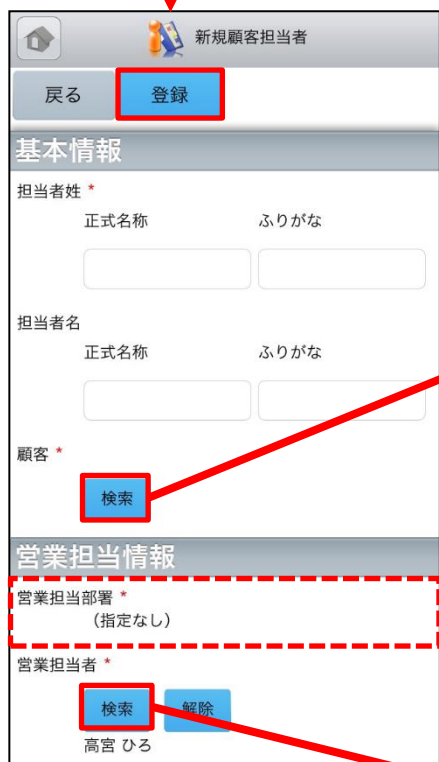 新規顧客担当者
戻る 登録
基本情報
担当者姓 *
正式名称 ふりがな
担当者名
正式名称 ふりがな
顧客 *
検索
営業担当情報
営業担当部署 *
（指定なし）
営業担当者 *
検索 解除
高宮 ひろ